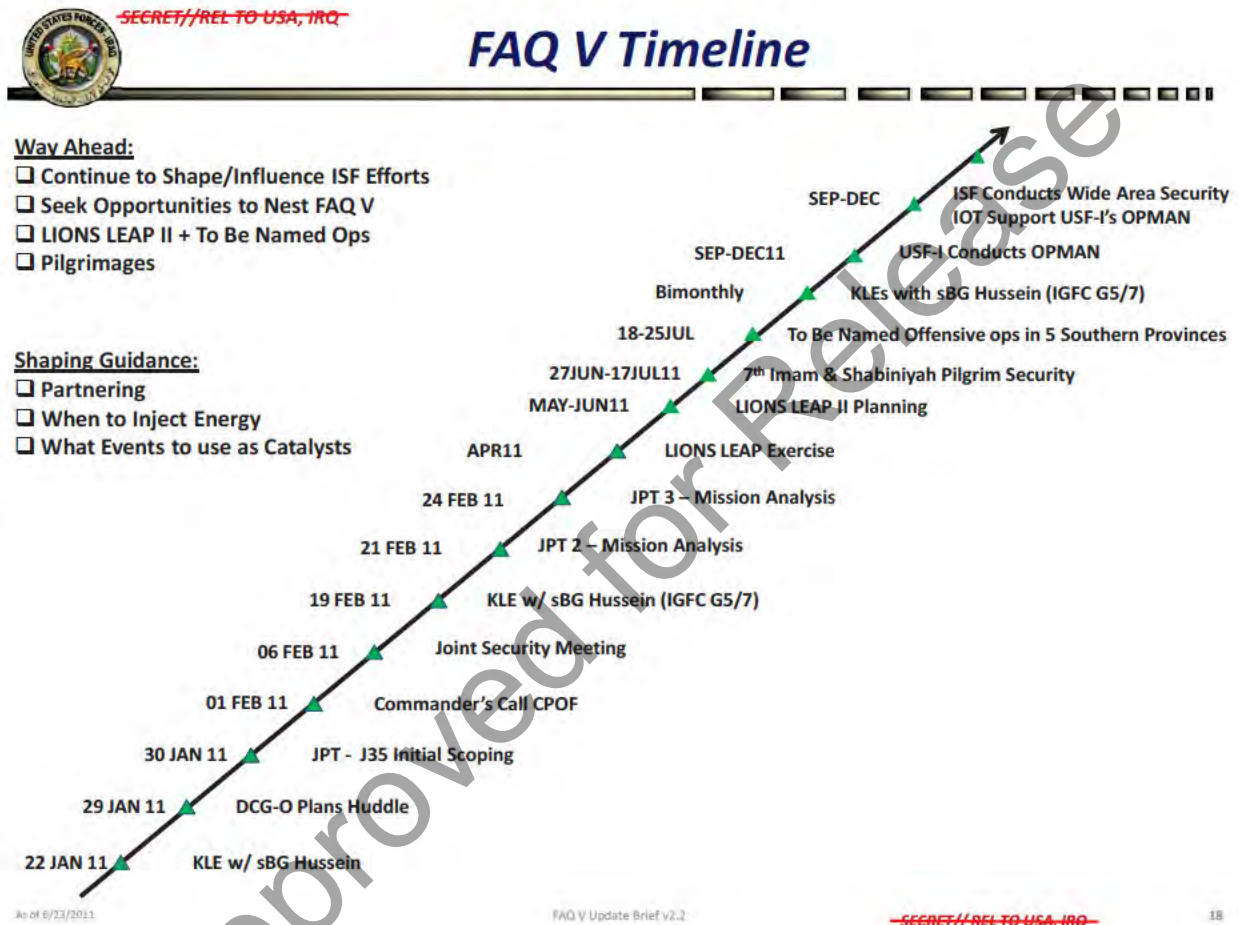 SECRET//REL TO USA, IRQ
UNITED STATES FORCES - IRAQ
FAQ V Timeline
Way Ahead:
❑ Continue to Shape/Influence ISF Efforts
❑ Seek Opportunities to Nest FAQ V
❑ LIONS LEAP II + To Be Named Ops
❑ Pilgrimages
Shaping Guidance:
❑ Partnering
❑ When to Inject Energy
❑ What Events to use as Catalysts
SEP-DEC
ISF Conducts Wide Area Security
IOT Support USF-I's OPMAN
SEP-DEC11
USF-I Conducts OPMAN
Bimonthly
KLEs with sBG Hussein (IGFC G5/7)
18-25JUL
To Be Named Offensive ops in 5 Southern Provinces
27JUN-17JUL11
7th Imam & Shabiniyah Pilgrim Security
MAY-JUN11
LIONS LEAP II Planning
APR11
LIONS LEAP Exercise
24 FEB 11
JPT 3 – Mission Analysis
21 FEB 11
JPT 2 – Mission Analysis
19 FEB 11
KLE w/ sBG Hussein (IGFC G5/7)
06 FEB 11
Joint Security Meeting
01 FEB 11
Commander's Call CPOF
30 JAN 11
JPT - J35 Initial Scoping
29 JAN 11
DCG-O Plans Huddle
22 JAN 11
KLE w/ sBG Hussein
proved for Release
As of 6/23/2011
FAQ V Update Brief v2.2
SECRET//REL TO USA, IRQ
18